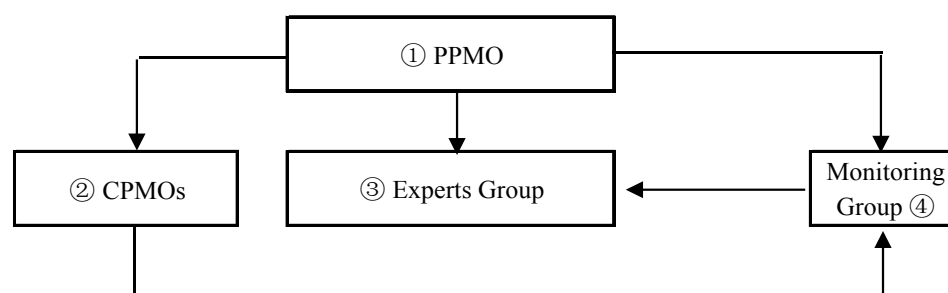 ① PPMO
② CPMOs
③ Experts Group
Monitoring
Group ④